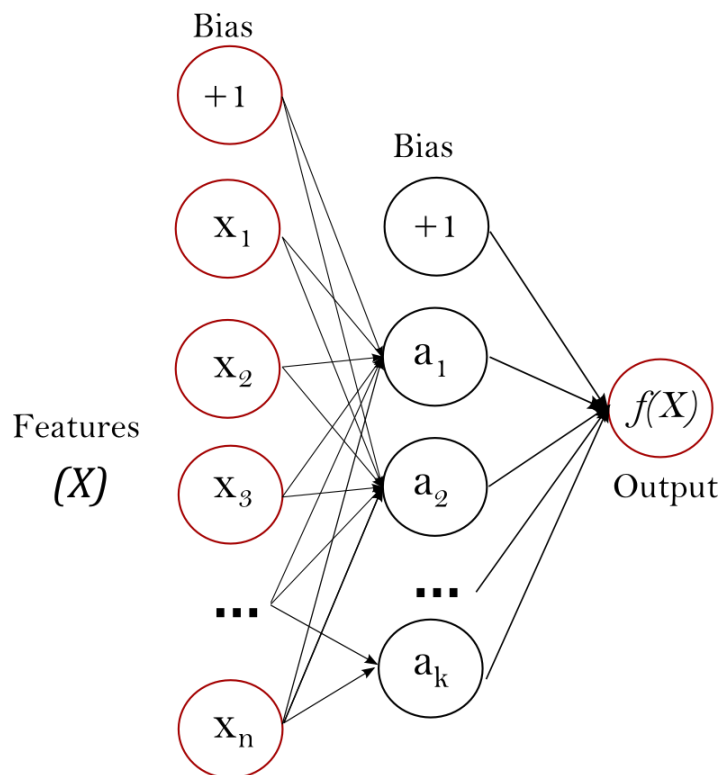 Bias
+1
x1
x2
x3
...
xn
Features
(X)
Bias
+1
a1
a2
...
ak
f(X)
Output